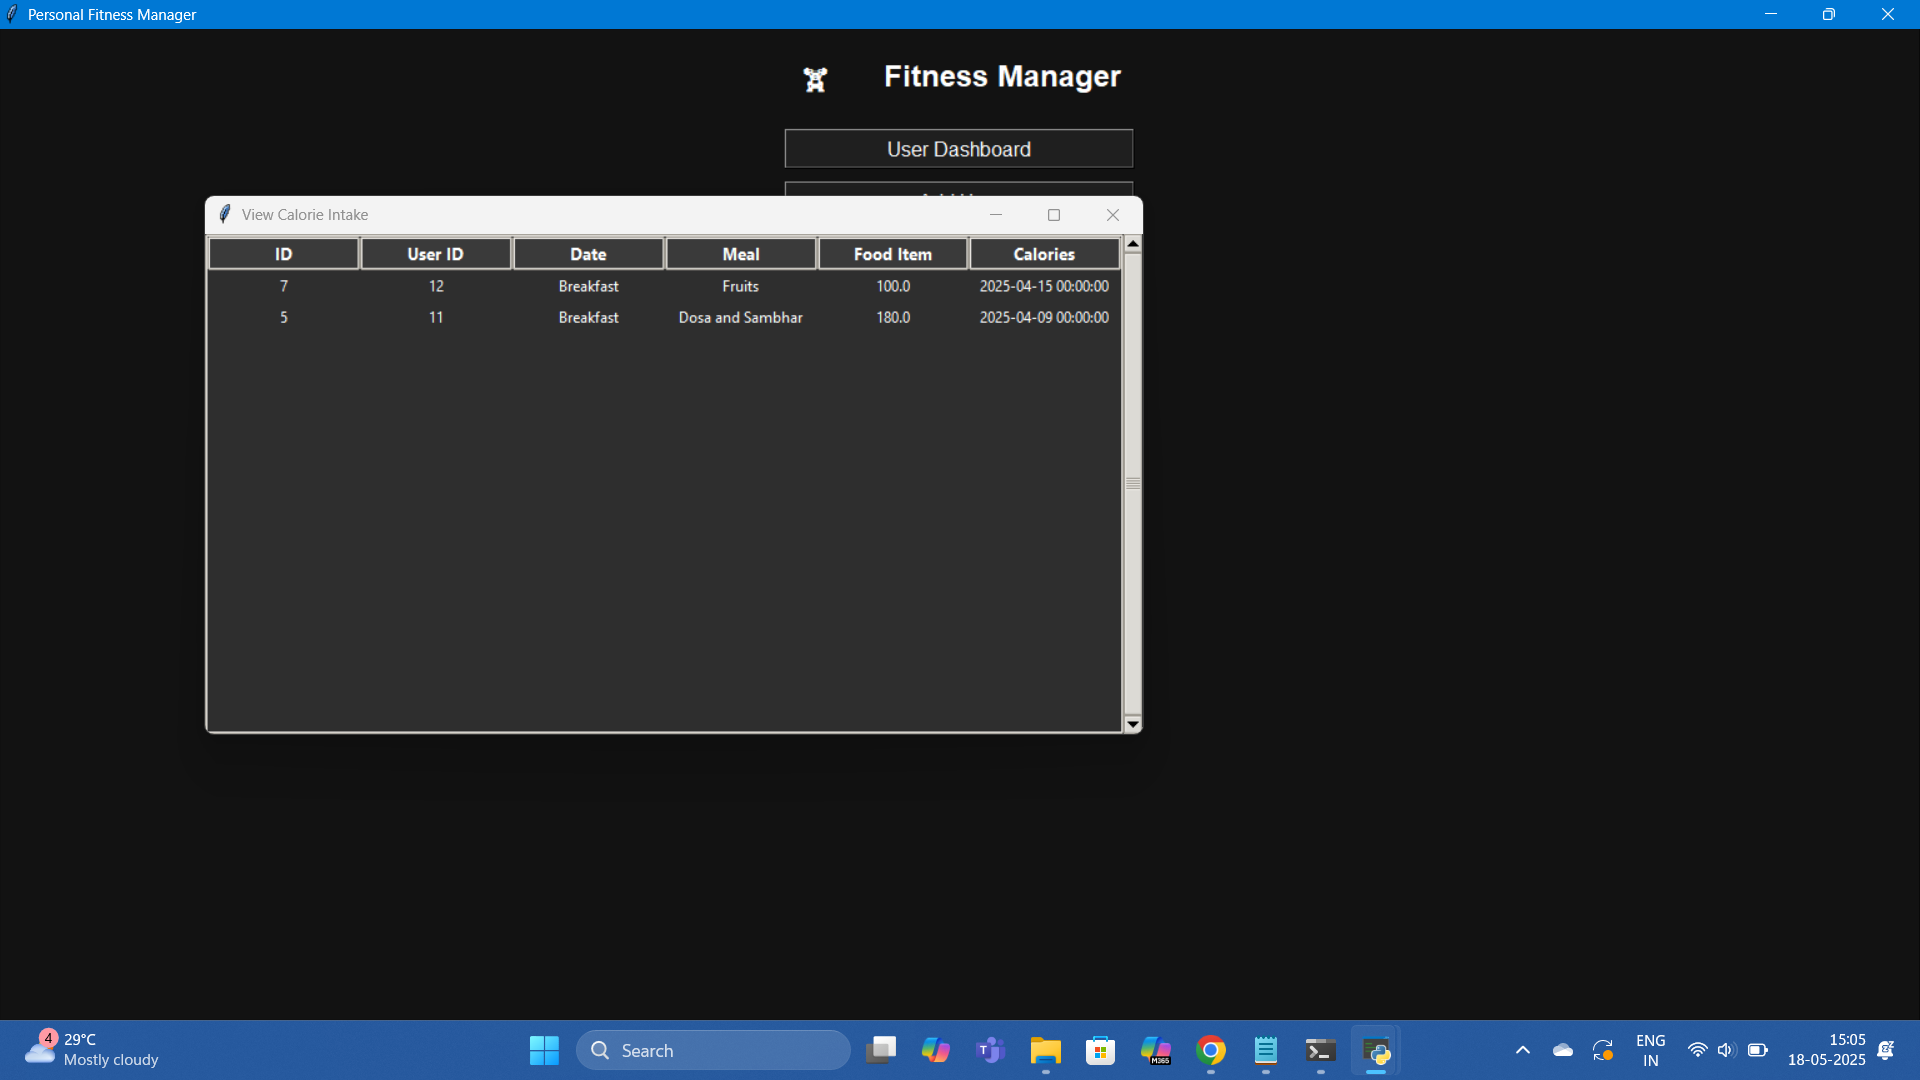 Personal Fitness Manager
Fitness Manager
User Dashboard
View Calorie Intake
ID User ID Date Meal Food Item Calories
7 12 Breakfast Fruits 100.0 2025-04-15 00:00:00
5 11 Breakfast Dosa and Sambhar 180.0 2025-04-09 00:00:00
4
29°C
Mostly cloudy
Search
T
M365
ENG
IN
15:05
18-05-2025